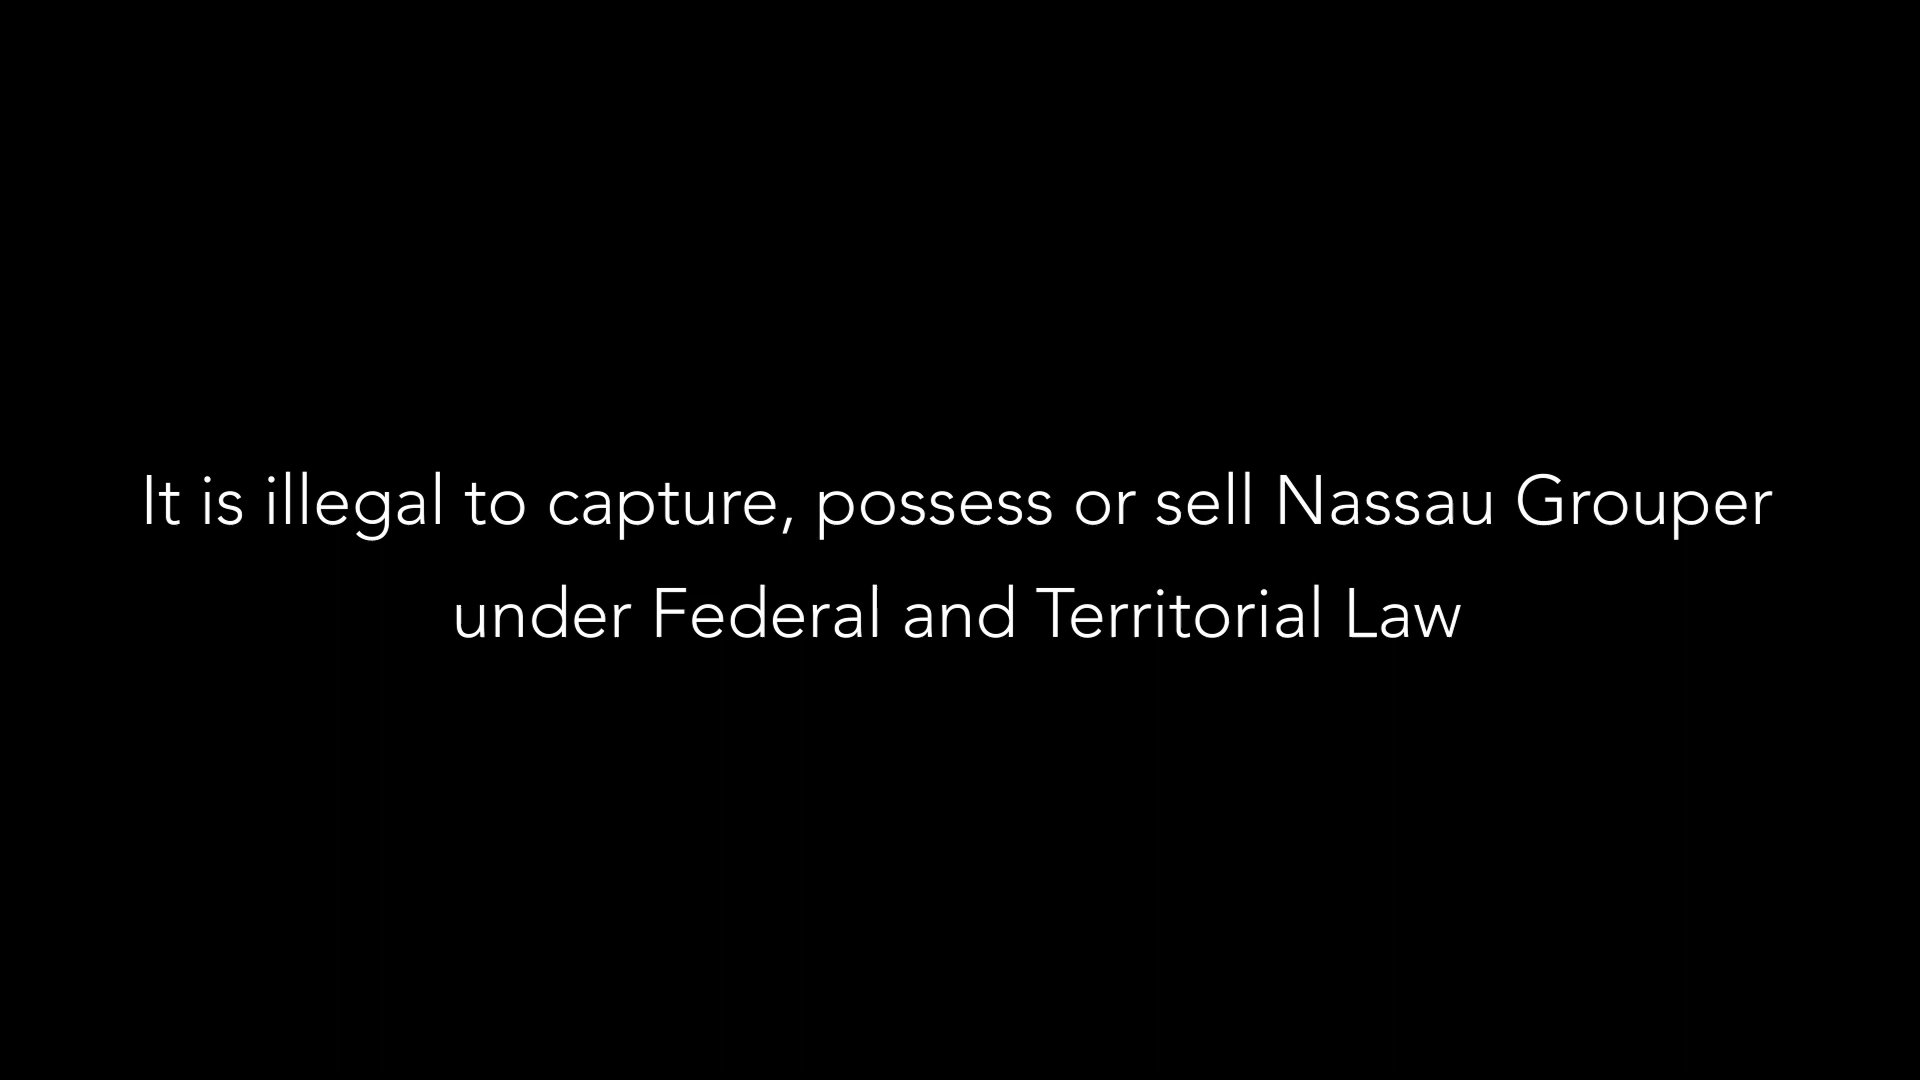 It is illegal to capture, possess or sell Nassau Grouper
under Federal and Territorial Law